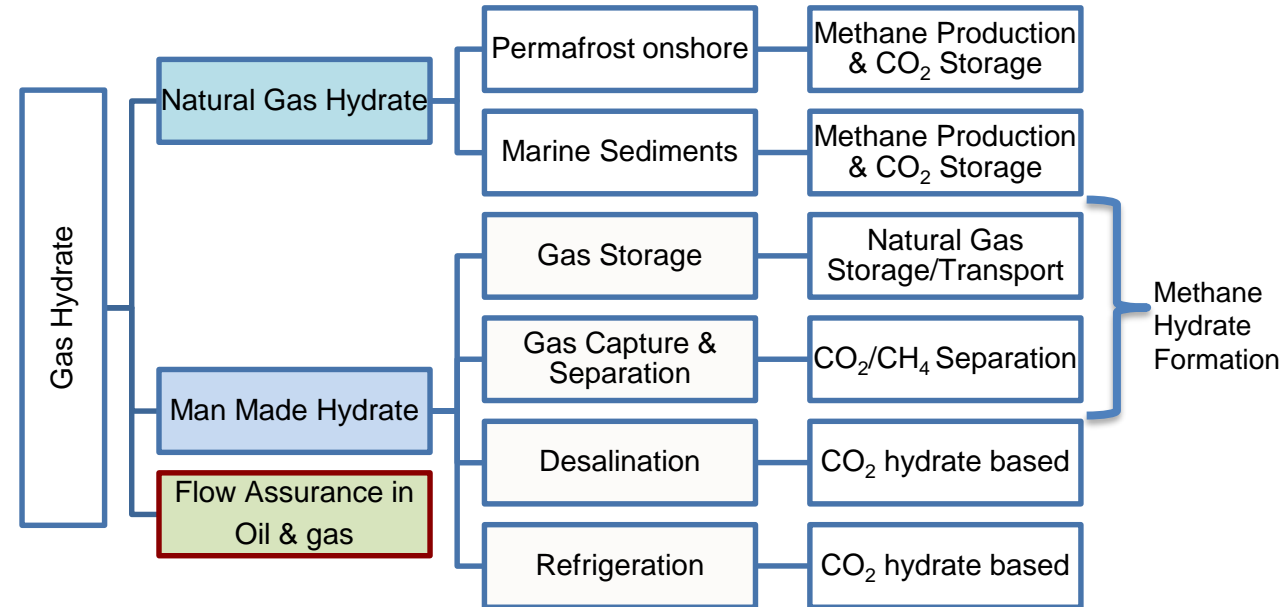 Gas Hydrate
Natural Gas Hydrate
Man Made Hydrate
Flow Assurance in
Oil & gas
Permafrost onshore
Marine Sediments
Gas Storage
Gas Capture &
Separation
Desalination
Refrigeration
Methane Production
& CO₂ Storage
Methane Production
& CO₂ Storage
Natural Gas
Storage/Transport
CO₂/CH₄ Separation
CO₂ hydrate based
CO₂ hydrate based
Methane
Hydrate
Formation